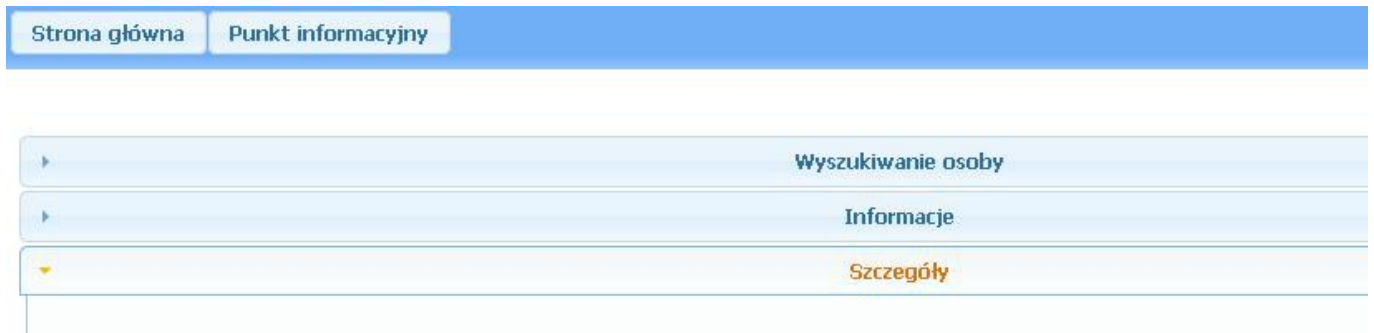 Strona główna Punkt informacyjny
Wyszukiwanie osoby
Informacje
Szczegóły